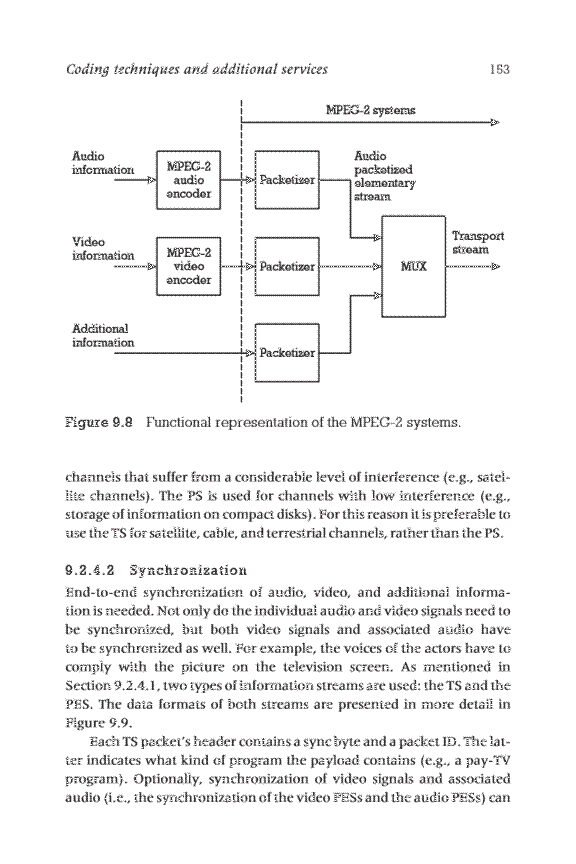 Coding techniques and additional services 153
MPEG-2 systems
Audio
information
MPEG-2
audio
encoder
Packetizer
Audio
packetized
elementary
stream
Video
information
MPEG-2
video
encoder
Packetizer
MUX
Transport
stream
Additional
information
Packetizer
Figure 9.8 Functional representation of the MPEG-2 systems.
channels that suffer from a considerable level of interference (e.g., satel-
lite channels). The PS is used for channels with low interference (e.g.,
storage of information on compact disks). For this reason it is preferable to
use the TS for satellite, cable, and terrestrial channels, rather than the PS.
9.2.4.2 Synchronization
End-to-end synchronization of audio, video, and additional informa-
tion is needed. Not only do the individual audio and video signals need to
be synchronized, but both video signals and associated audio have
to be synchronized as well. For example, the voices of the actors have to
comply with the picture on the television screen. As mentioned in
Section 9.2.4.1, two types of information streams are used: the TS and the
PES. The data formats of both streams are presented in more detail in
Figure 9.9.
Each TS packet's header contains a sync byte and a packet ID. The lat-
ter indicates what kind of program the payload contains (e.g., a pay-TV
program). Optionally, synchronization of video signals and associated
audio (i.e., the synchronization of the video PESs and the audio PESs) can